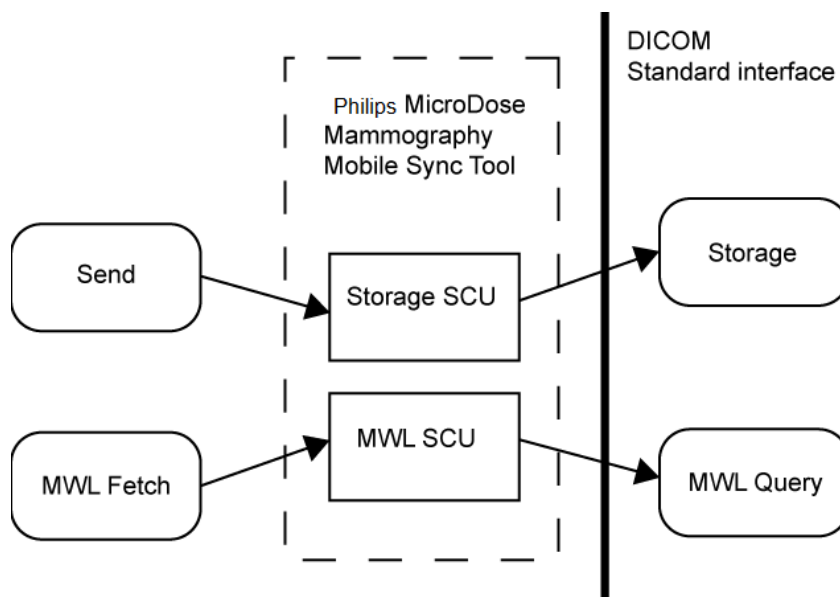 DICOM
Standard interface
Philips MicroDose
Mammography
Mobile Sync Tool
Send
Storage SCU
Storage
MWL Fetch
MWL SCU
MWL Query